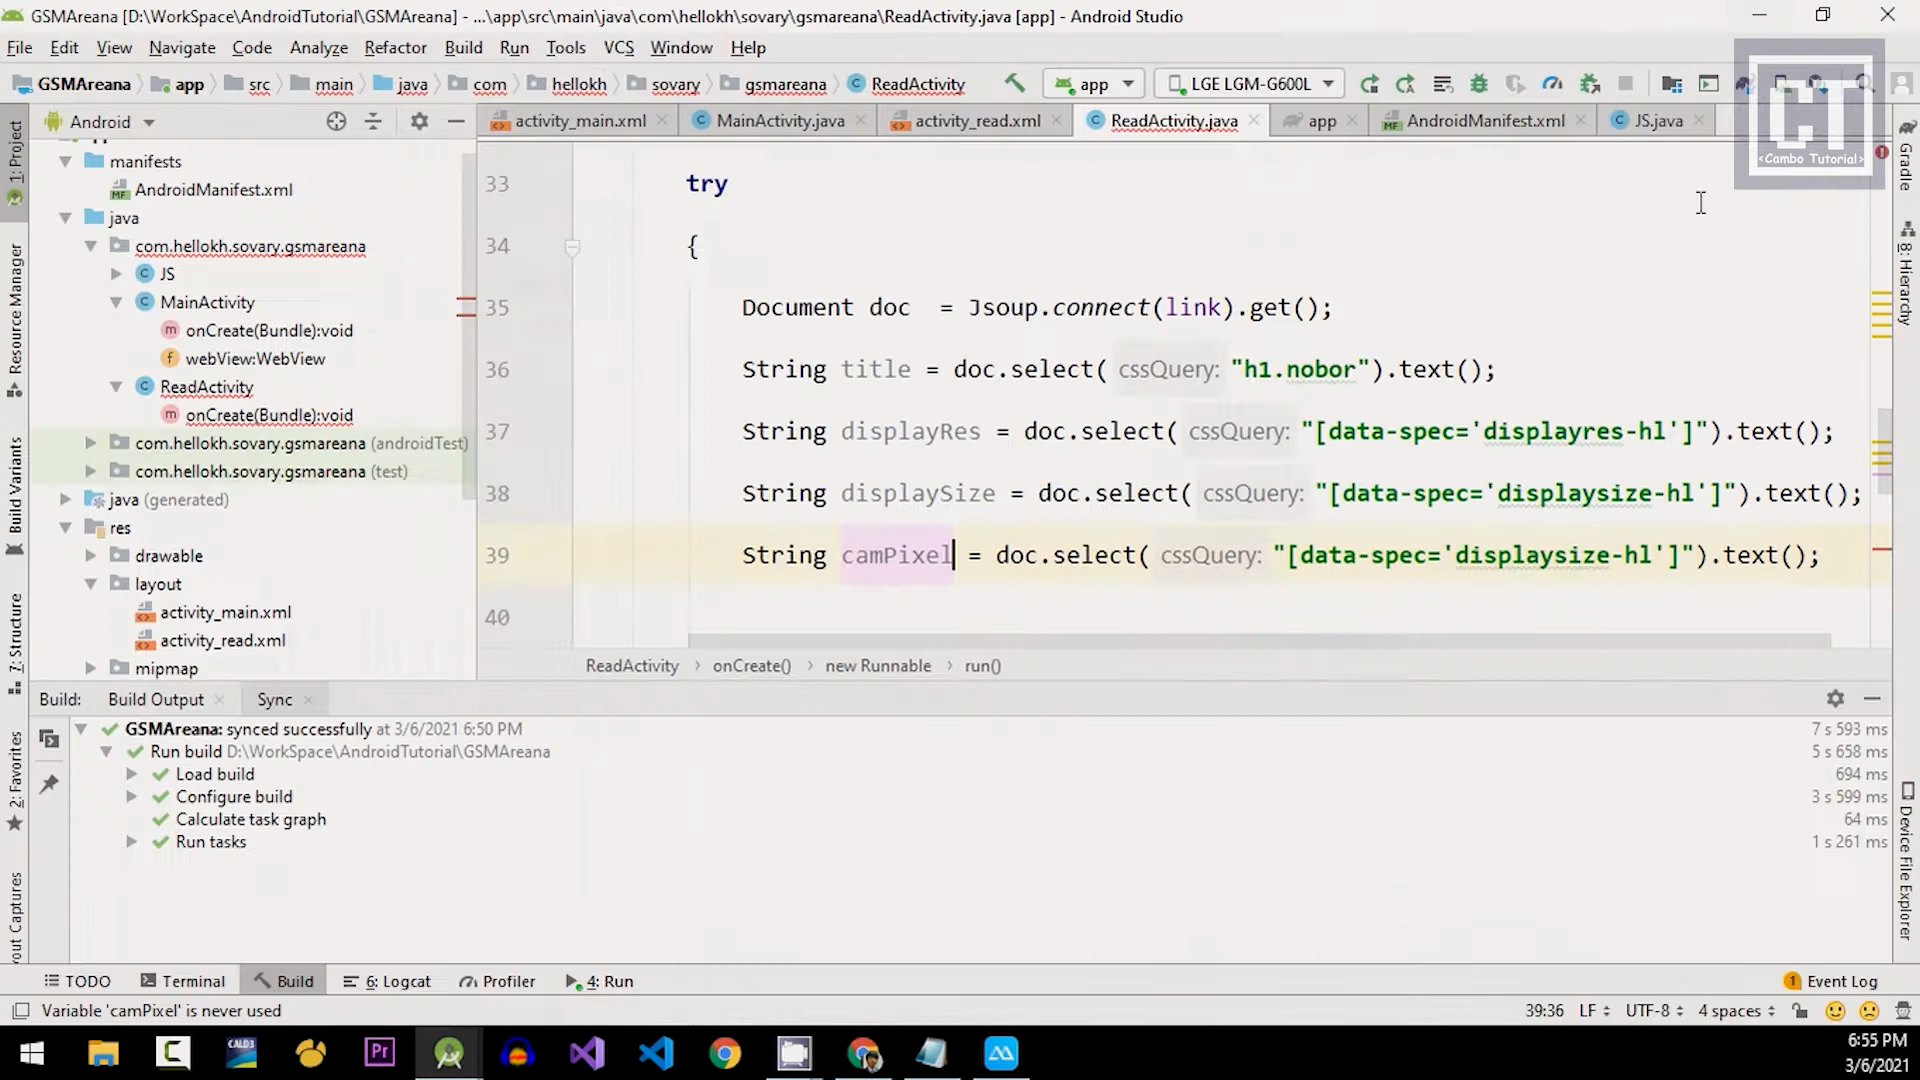 GSMAreana [D:\WorkSpace\AndroidTutorial\GSMAreana] - ...\app\src\main\java\com\hellokh\sovary\gsmareana\ReadActivity.java [app] - Android Studio
File Edit View Navigate Code Analyze Refactor Build Run Tools VCS Window Help
GSMAreana app src main java com hellokh sovary gsmareana ReadActivity app LGE LGM-G600L
CT
<Cambo Tutorial>
Android activity_main.xml MainActivity.java activity_read.xml ReadActivity.java app AndroidManifest.xml JS.java
1: Project
Resource Manager
Build Variants
7: Structure
2: Favorites
out Captures
manifests
AndroidManifest.xml
java
com.hellokh.sovary.gsmareana
JS
MainActivity
onCreate(Bundle):void
webView:WebView
ReadActivity
onCreate(Bundle):void
com.hellokh.sovary.gsmareana (androidTest)
com.hellokh.sovary.gsmareana (test)
java (generated)
res
drawable
layout
activity_main.xml
activity_read.xml
mipmap
33 try
34 {
35 Document doc  = Jsoup.connect(link).get();
36 String title = doc.select( cssQuery: "h1.nobor").text();
37 String displayRes = doc.select( cssQuery: "[data-spec='displayres-hl']").text();
38 String displaySize = doc.select( cssQuery: "[data-spec='displaysize-hl']").text();
39 String camPixel = doc.select( cssQuery: "[data-spec='displaysize-hl']").text();
40
ReadActivity onCreate() new Runnable run()
Gradle
8: Hierarchy
Device File Explorer
Build: Build Output Sync
GSMAreana: synced successfully at 3/6/2021 6:50 PM 7 s 593 ms
Run build D:\WorkSpace\AndroidTutorial\GSMAreana 5 s 658 ms
Load build 694 ms
Configure build 3 s 599 ms
Calculate task graph 64 ms
Run tasks 1 s 261 ms
TODO Terminal Build 6: Logcat Profiler 4: Run 1 Event Log
Variable 'camPixel' is never used 39:36 LF UTF-8 4 spaces
C CALD3 Pr
6:55 PM
3/6/2021